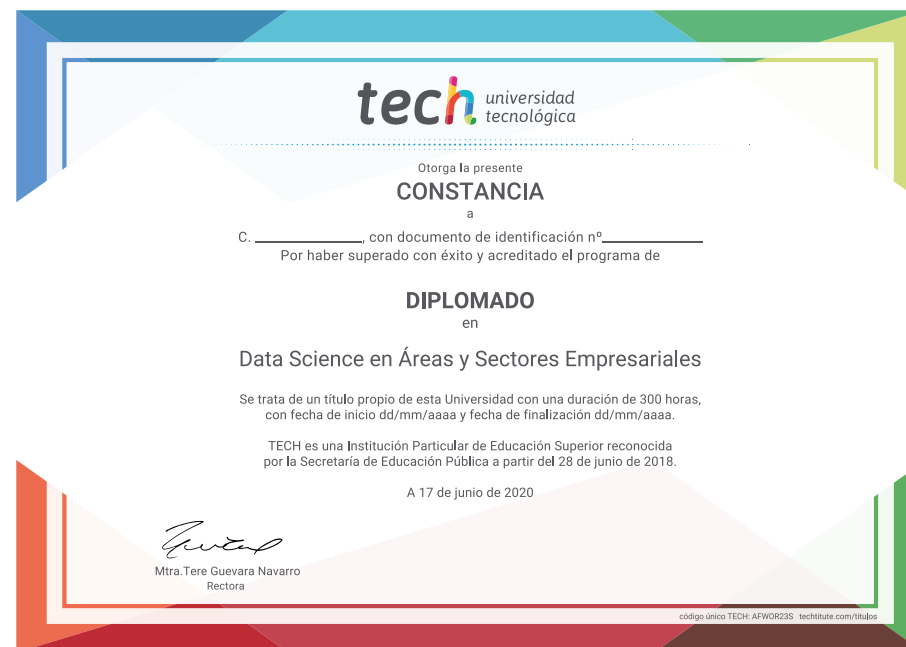 tech universidad
tecnológica
Otorga la presente
CONSTANCIA
a
C. ____________, con documento de identificación nº____________
Por haber superado con éxito y acreditado el programa de
DIPLOMADO
en
Data Science en Áreas y Sectores Empresariales
Se trata de un título propio de esta Universidad con una duración de 300 horas,
con fecha de inicio dd/mm/aaaa y fecha de finalización dd/mm/aaaa.
TECH es una Institución Particular de Educación Superior reconocida
por la Secretaría de Educación Pública a partir del 28 de junio de 2018.
A 17 de junio de 2020
Mtra.Tere Guevara Navarro
Rectora
código único TECH: AFWOR23S techtitute.com/titulos